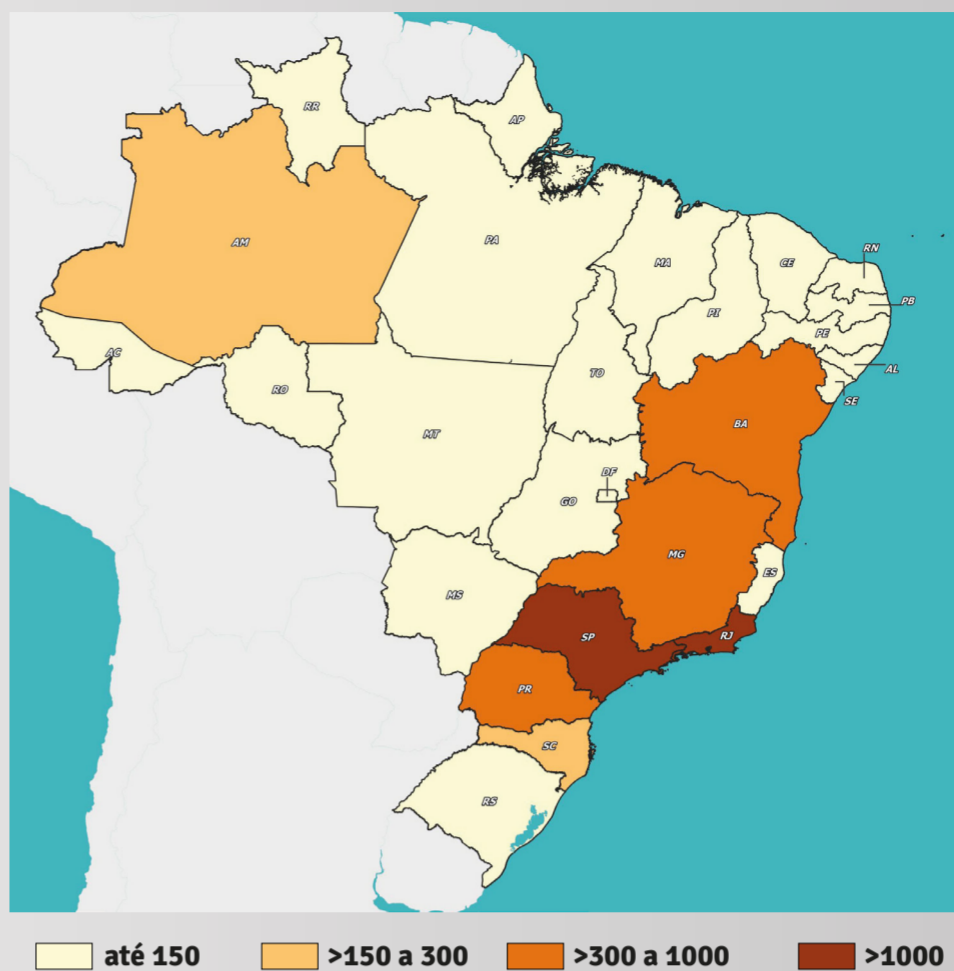 RR
AP
AM
PA
MA
CE
RN
PB
PI
PE
AC
AL
TO
RO
SE
MT
BA
DF
GO
MG
ES
MS
SP
RJ
PR
SC
RS
até 150
>150 a 300
>300 a 1000
>1000